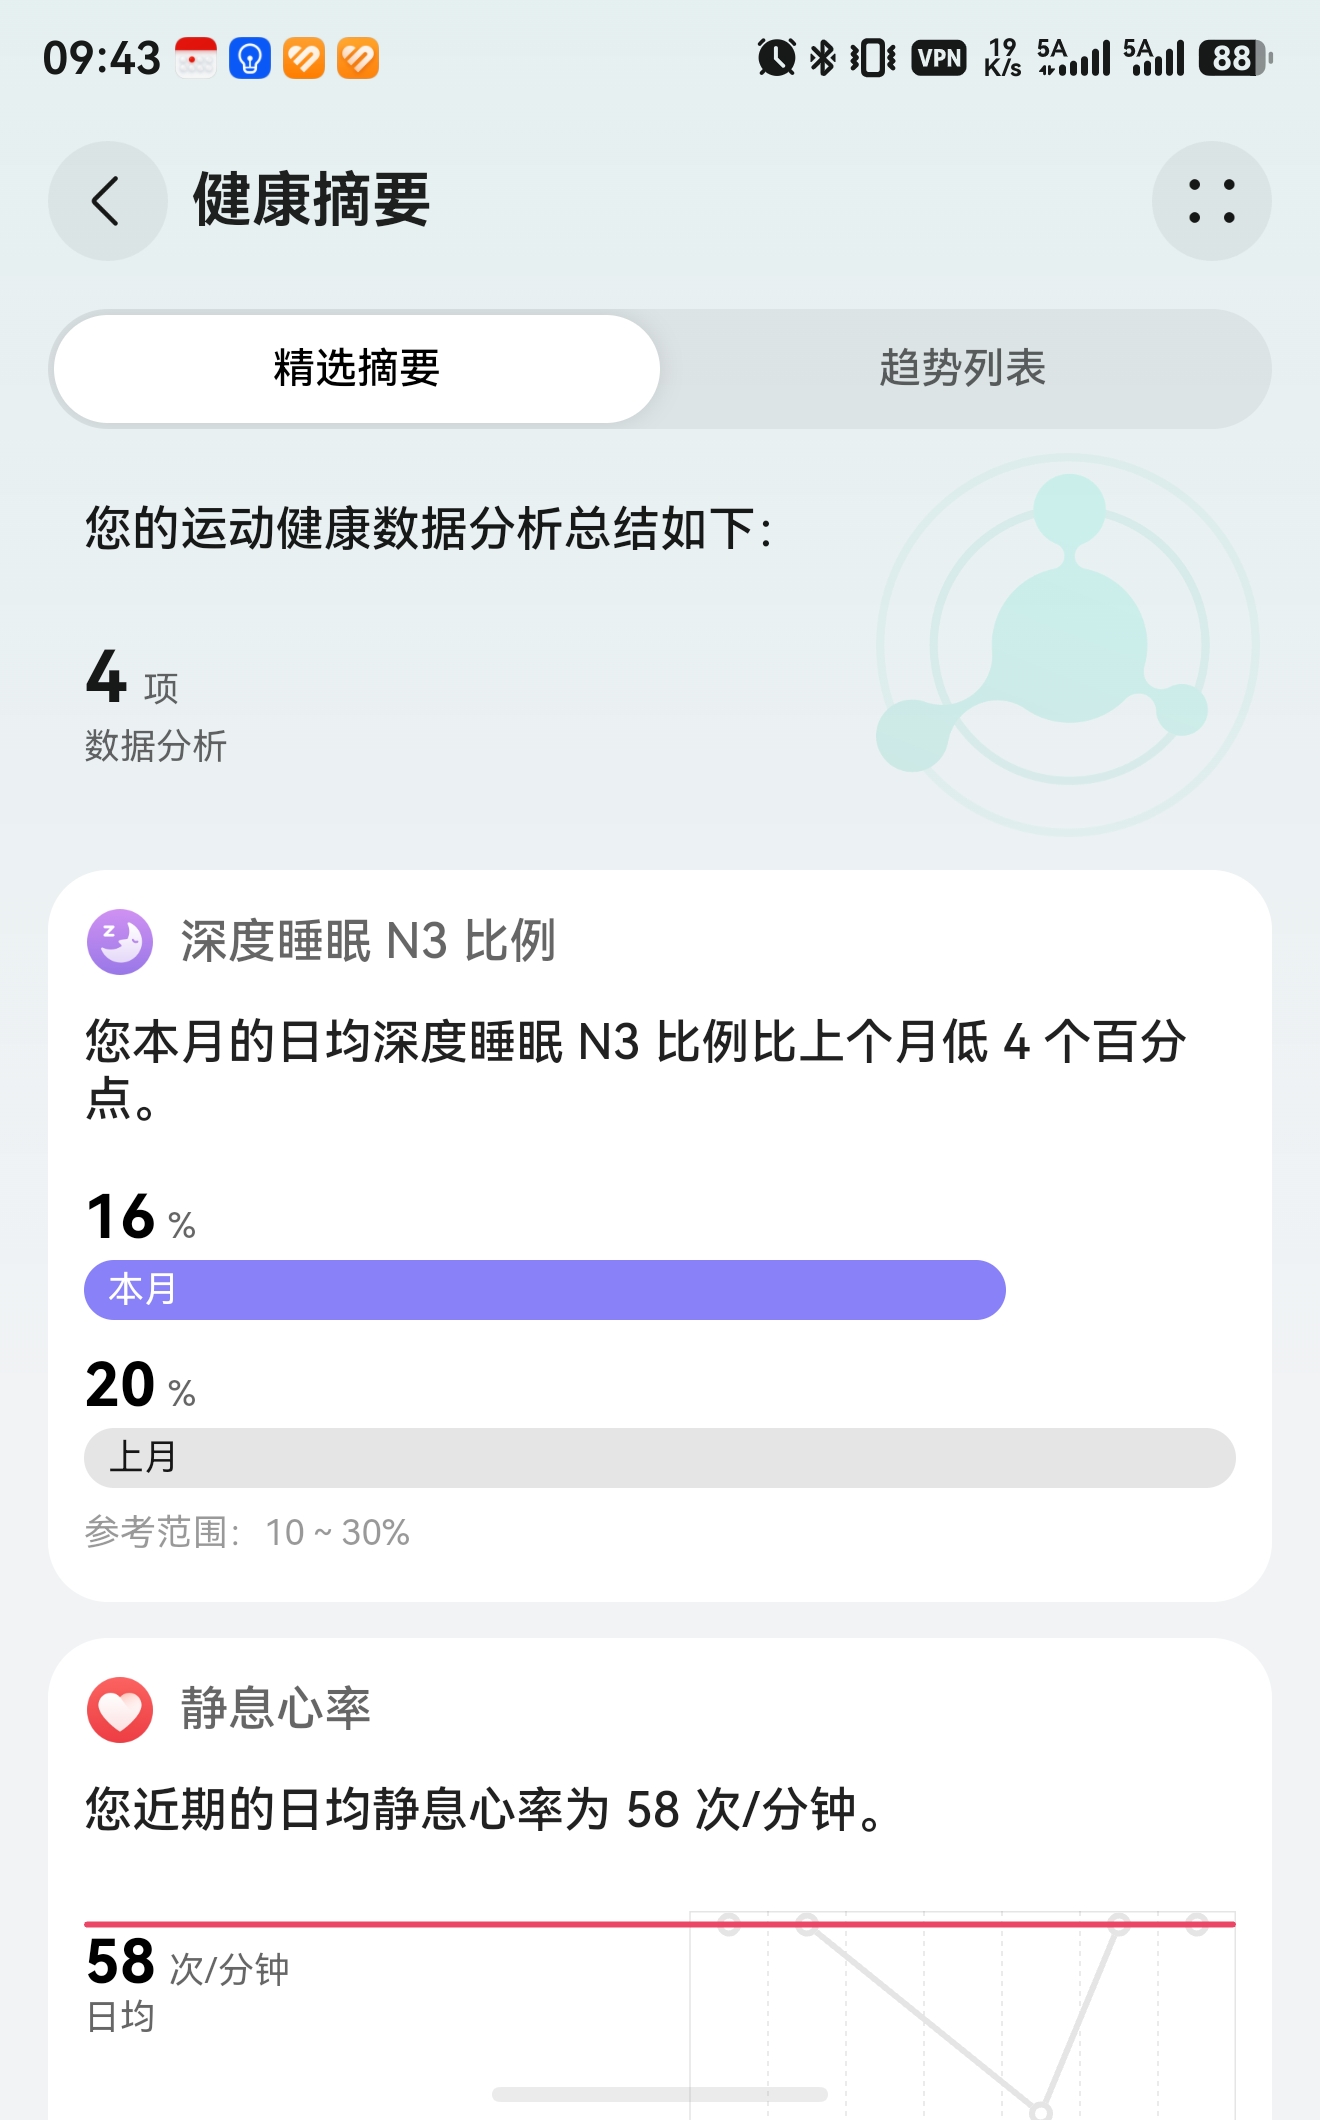 09:43
VPN
19
K/s
5A
5A
88
健康摘要
精选摘要
趋势列表
您的运动健康数据分析总结如下：
4 项
数据分析
深度睡眠 N3 比例
您本月的日均深度睡眠 N3 比例比上个月低 4 个百分
点。
16 %
本月
20 %
上月
参考范围： 10 ~ 30%
静息心率
您近期的日均静息心率为 58 次/分钟。
58 次/分钟
日均